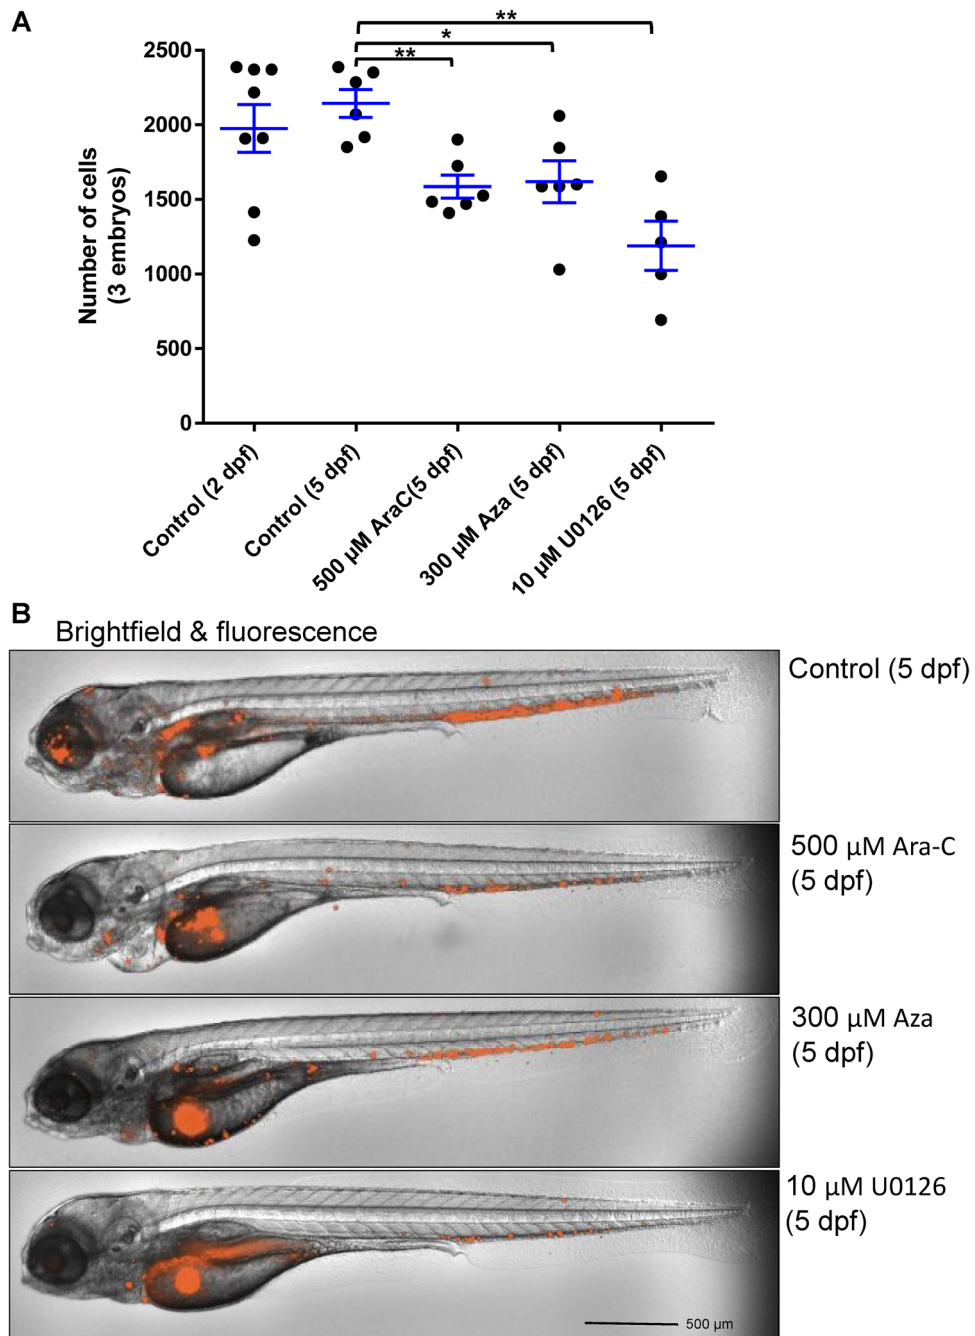 A
**
*
**
2500
2000
1500
1000
500
0
Number of cells
(3 embryos)
Control (2 dpf)
Control (5 dpf)
500 µM AraC(5 dpf)
300 µM Aza (5 dpf)
10 µM U0126 (5 dpf)
B
Brightfield & fluorescence
Control (5 dpf)
500 µM Ara-C
(5 dpf)
300 µM Aza
(5 dpf)
10 µM U0126
(5 dpf)
500 µm